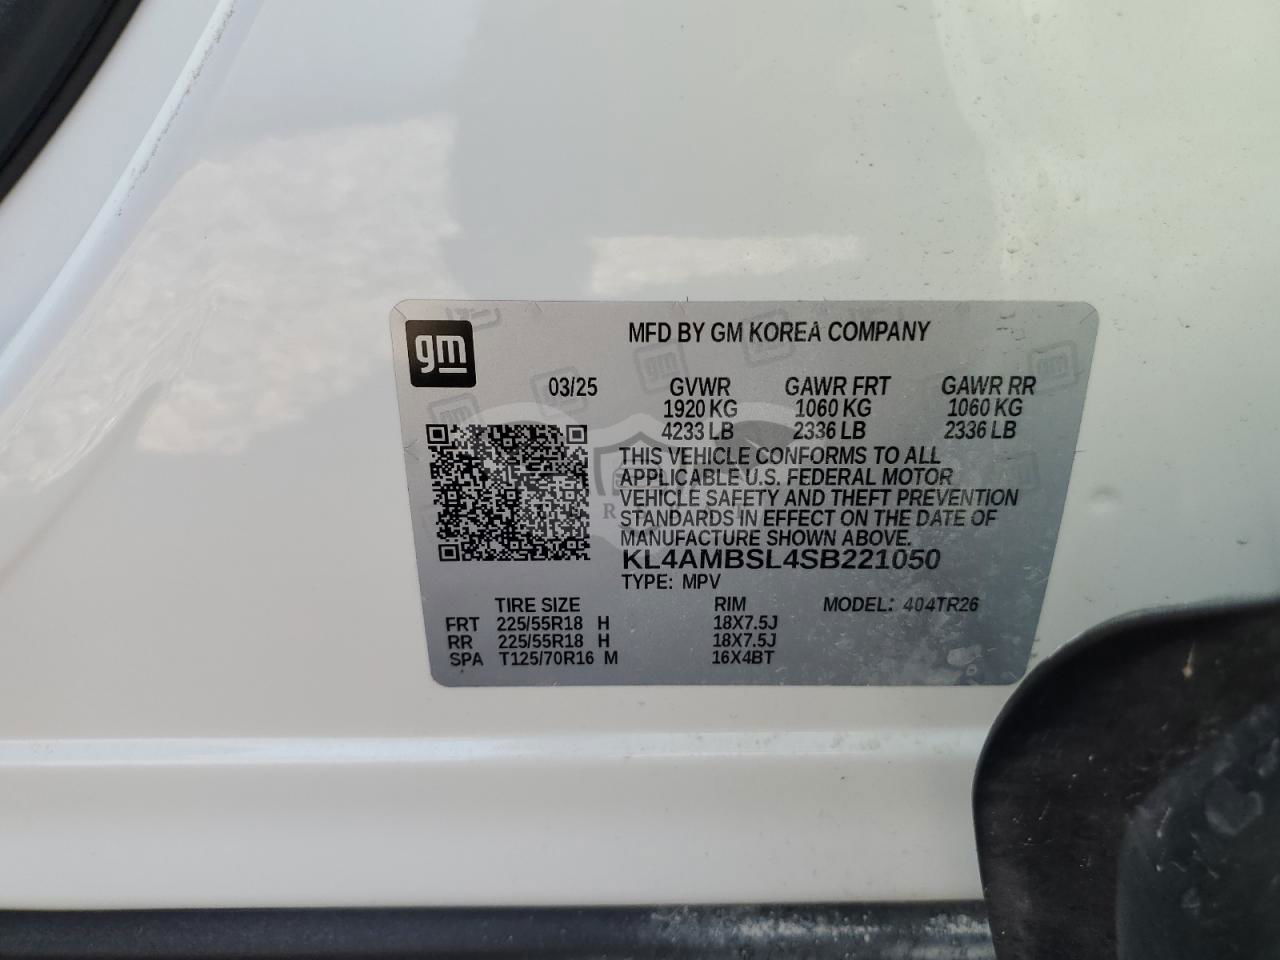 gm
MFD BY GM KOREA COMPANY
03/25 GVWR GAWR FRT GAWR RR
1920 KG 1060 KG 1060 KG
4233 LB 2336 LB 2336 LB
THIS VEHICLE CONFORMS TO ALL
APPLICABLE U.S. FEDERAL MOTOR
VEHICLE SAFETY AND THEFT PREVENTION
STANDARDS IN EFFECT ON THE DATE OF
MANUFACTURE SHOWN ABOVE.
KL4AMBSL4SB221050
TYPE: MPV
TIRE SIZE RIM MODEL: 404TR26
FRT 225/55R18 H 18X7.5J
RR 225/55R18 H 18X7.5J
SPA T125/70R16 M 16X4BT